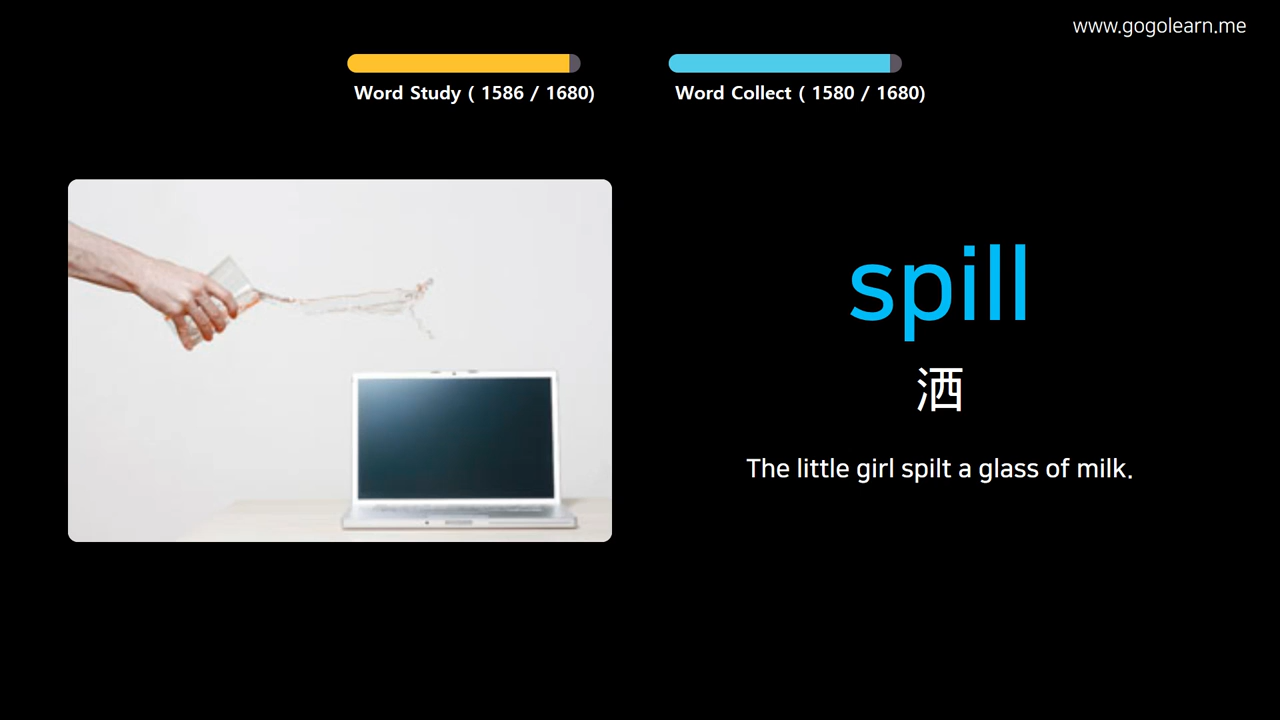 www.gogolearn.me
Word Study ( 1586 / 1680)
Word Collect ( 1580 / 1680)
spill
洒
The little girl spilt a glass of milk.